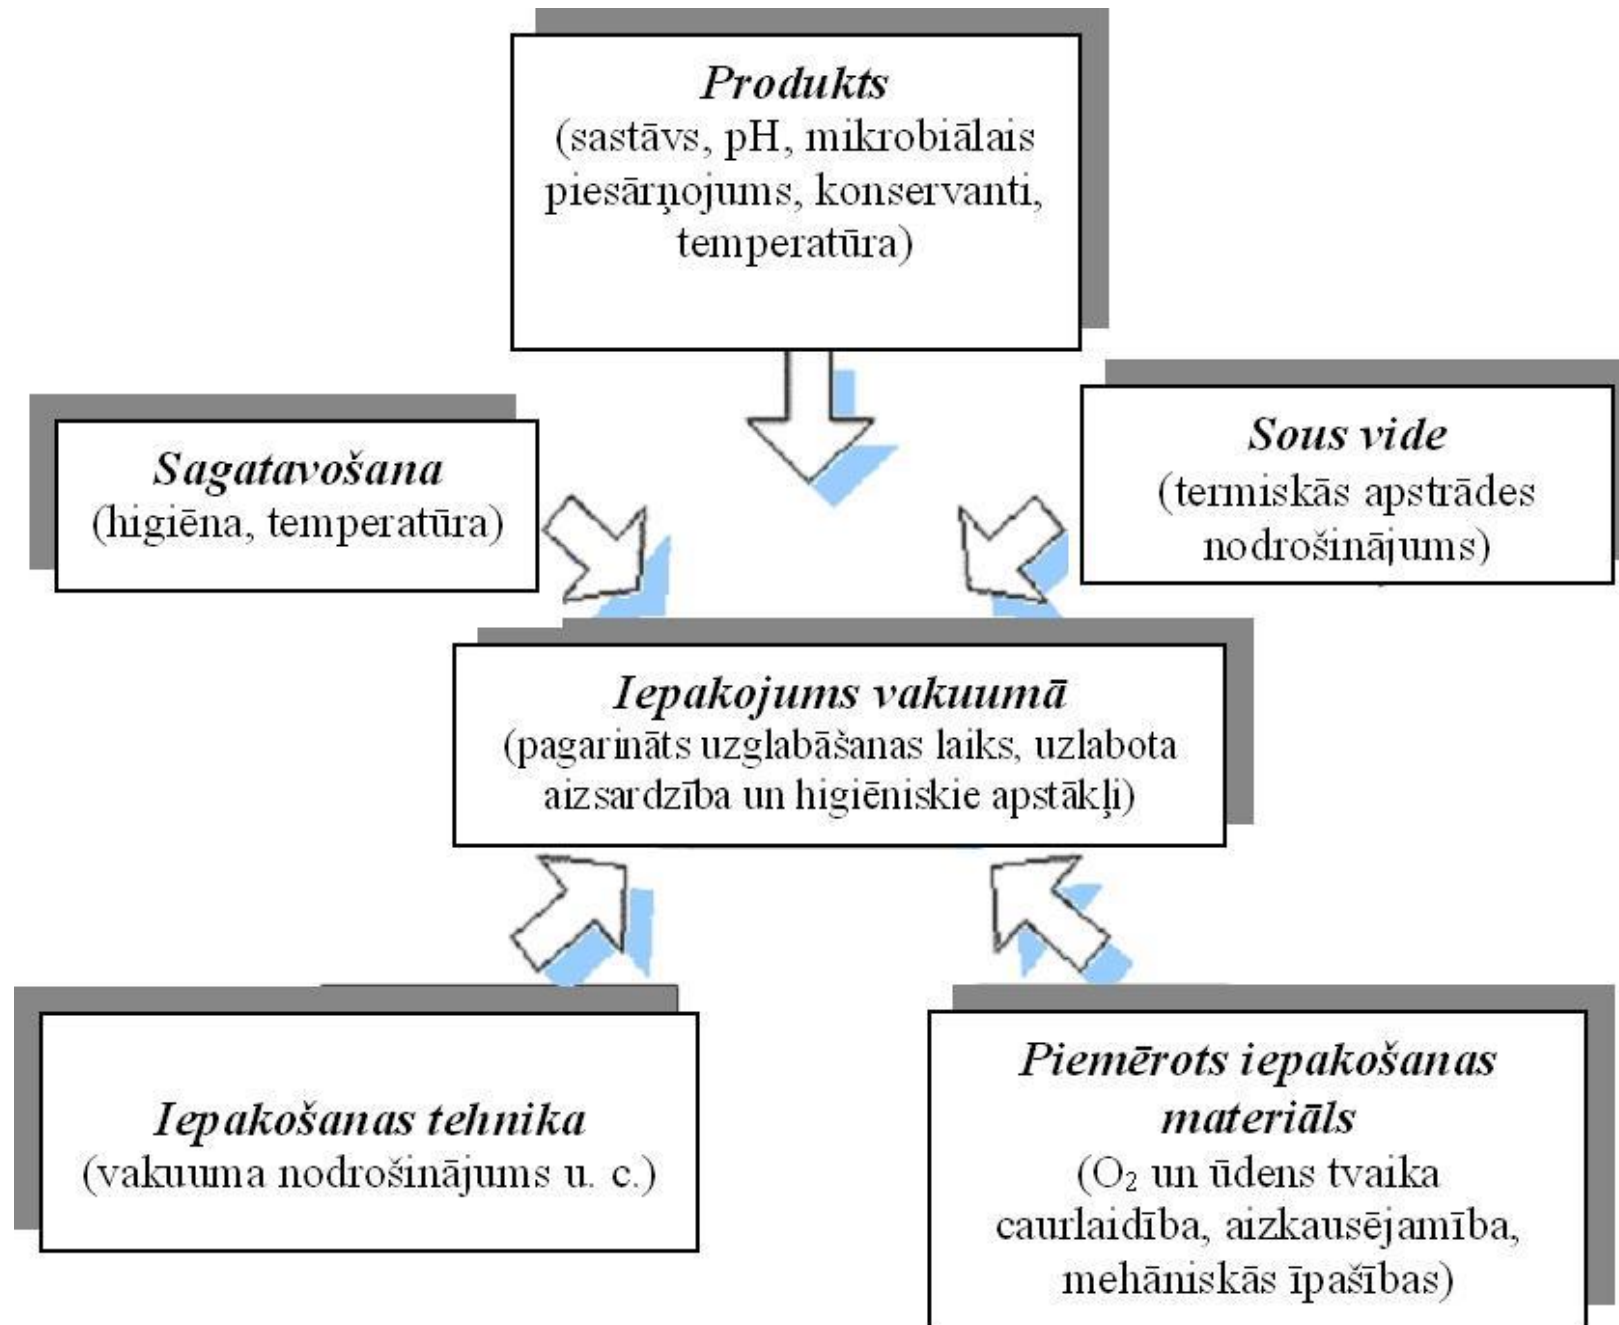 Produkts
(sastāvs, pH, mikrobiālais
piesārņojums, konservanti,
temperatūra)
Sagatavošana
(higiēna, temperatūra)
Sous vide
(termiskās apstrādes
nodrošinājums)
Iepakojums vakuumā
(pagarināts uzglabāšanas laiks, uzlabota
aizsardzība un higiēniskie apstākļi)
Iepakošanas tehnika
(vakuuma nodrošinājums u. c.)
Piemērots iepakošanas
materiāls
(O₂ un ūdens tvaika
caurlaidība, aizkausējamība,
mehāniskās īpašības)